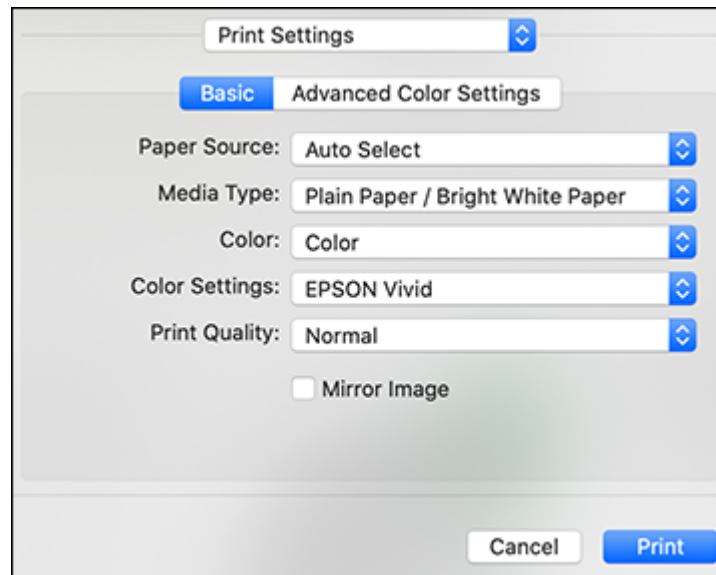 Print Settings
Basic Advanced Color Settings
Paper Source: Auto Select
Media Type: Plain Paper / Bright White Paper
Color: Color
Color Settings: EPSON Vivid
Print Quality: Normal
Mirror Image
Cancel Print